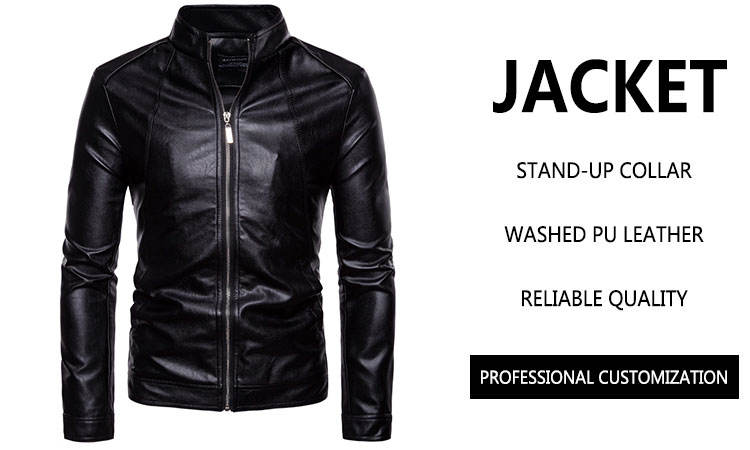 JACKET
STAND-UP COLLAR
WASHED PU LEATHER
RELIABLE QUALITY
PROFESSIONAL CUSTOMIZATION